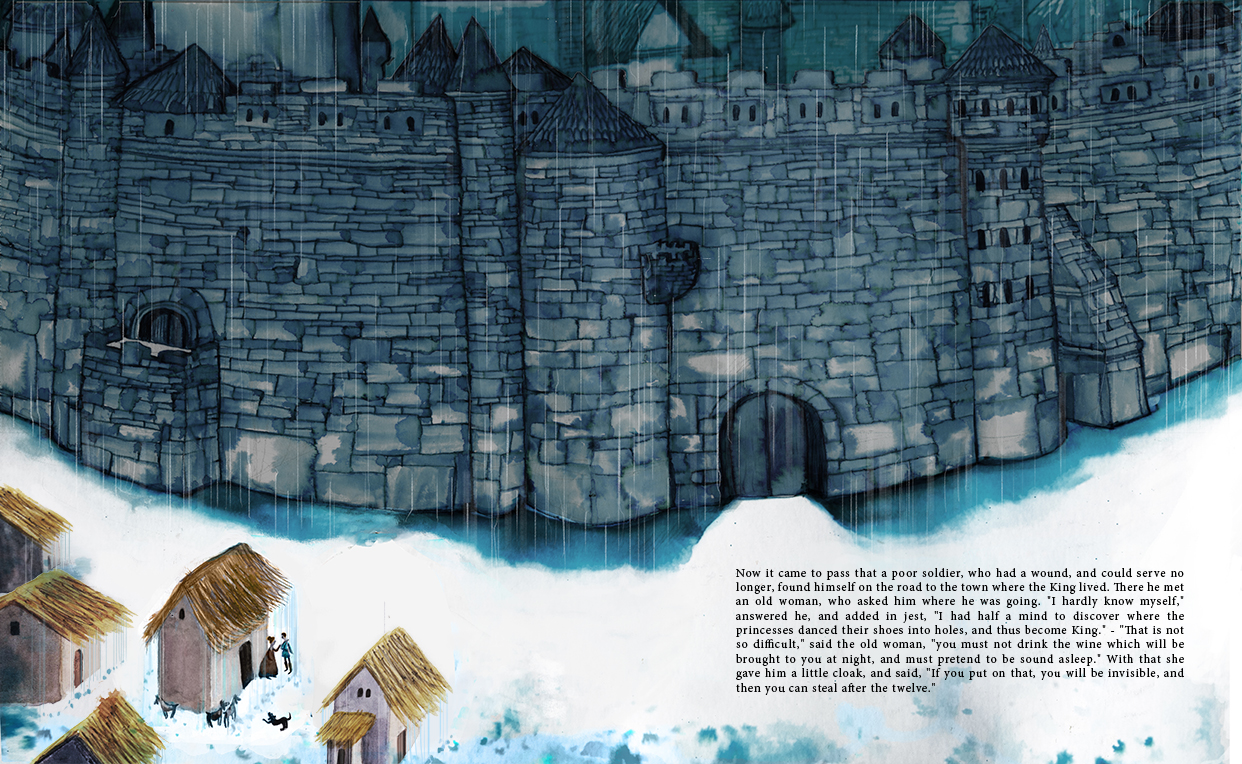 Now it came to pass that a poor soldier, who had a wound, and could serve no
longer, found himself on the road to the town where the King lived. There he met
an old woman, who asked him where he was going. "I hardly know myself,"
answered he, and added in jest, "I had half a mind to discover where the
princesses danced their shoes into holes, and thus become King." - "That is not
so difficult," said the old woman, "you must not drink the wine which will be
brought to you at night, and must pretend to be sound asleep." With that she
gave him a little cloak, and said, "If you put on that, you will be invisible, and
then you can steal after the twelve."